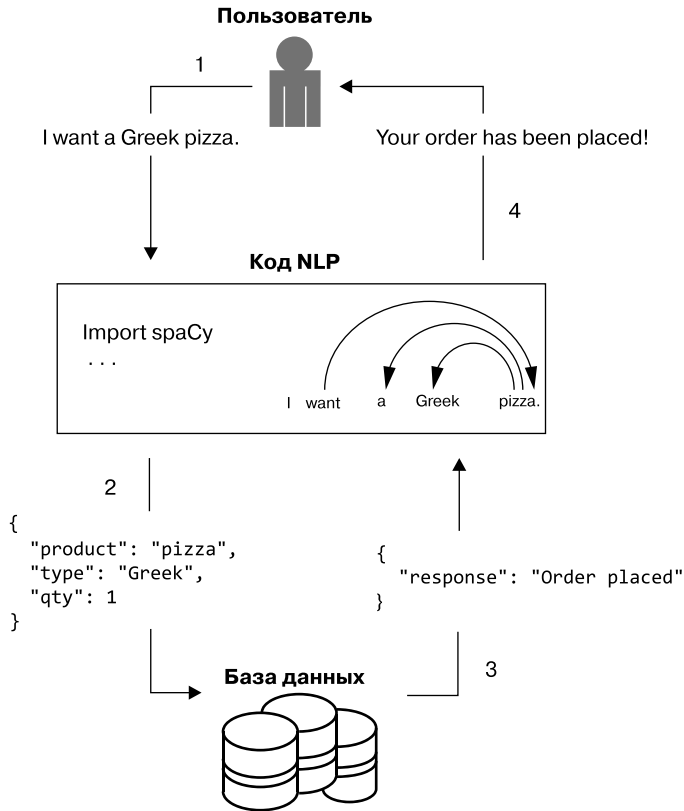 Пользователь
1
I want a Greek pizza.
Your order has been placed!
4
Код NLP
Import spaCy
...
I want a Greek pizza.
2
{
"product": "pizza",
"type": "Greek",
"qty": 1
}
{
"response": "Order placed"
}
3
База данных